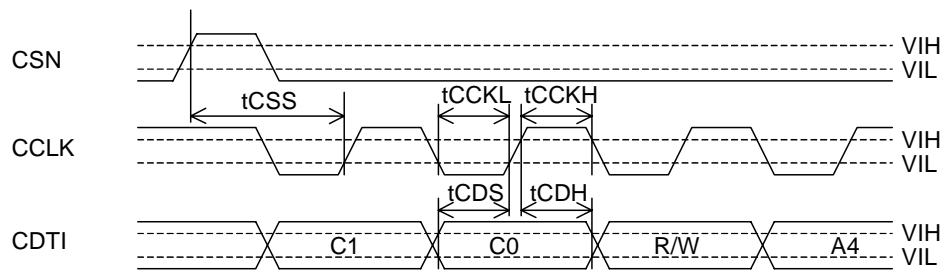 CSN VIH
VIL
tCSS tCCKL tCCKH
CCLK VIH
VIL
tCDS tCDH
CDTI C1 C0 R/W A4 VIH
VIL